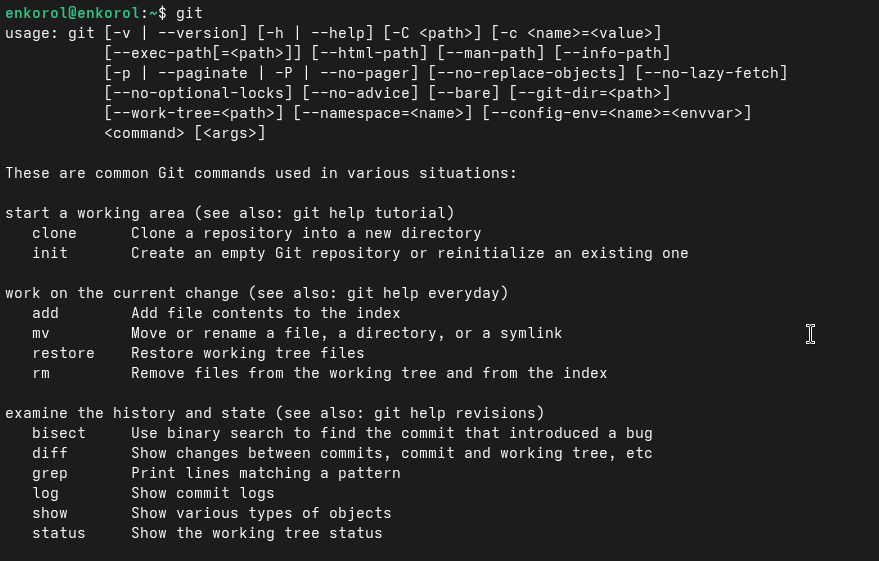 enkorol@enkorol:~$ git
usage: git [-v | --version] [-h | --help] [-C <path>] [-c <name>=<value>]
           [--exec-path[=<path>]] [--html-path] [--man-path] [--info-path]
           [-p | --paginate | -P | --no-pager] [--no-replace-objects] [--no-lazy-fetch]
           [--no-optional-locks] [--no-advice] [--bare] [--git-dir=<path>]
           [--work-tree=<path>] [--namespace=<name>] [--config-env=<name>=<envvar>]
           <command> [<args>]

These are common Git commands used in various situations:

start a working area (see also: git help tutorial)
   clone      Clone a repository into a new directory
   init       Create an empty Git repository or reinitialize an existing one

work on the current change (see also: git help everyday)
   add        Add file contents to the index
   mv         Move or rename a file, a directory, or a symlink
   restore    Restore working tree files
   rm         Remove files from the working tree and from the index

examine the history and state (see also: git help revisions)
   bisect     Use binary search to find the commit that introduced a bug
   diff       Show changes between commits, commit and working tree, etc
   grep       Print lines matching a pattern
   log        Show commit logs
   show       Show various types of objects
   status     Show the working tree status